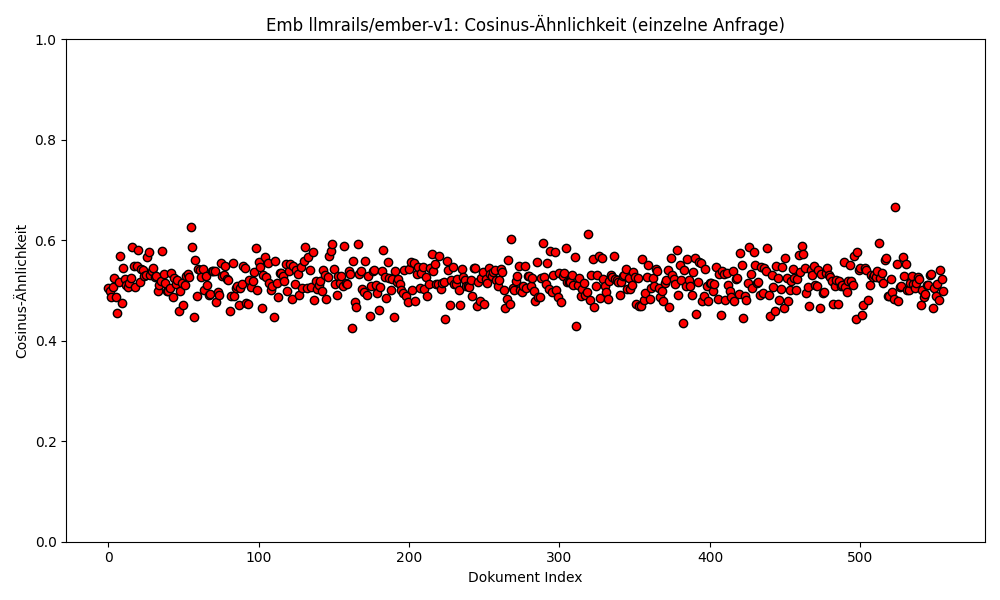 Emb llmrails/ember-v1: Cosinus-Ähnlichkeit (einzelne Anfrage)
1.0
0.8
0.6
0.4
0.2
0.0
Cosinus-Ähnlichkeit
0 100 200 300 400 500
Dokument Index